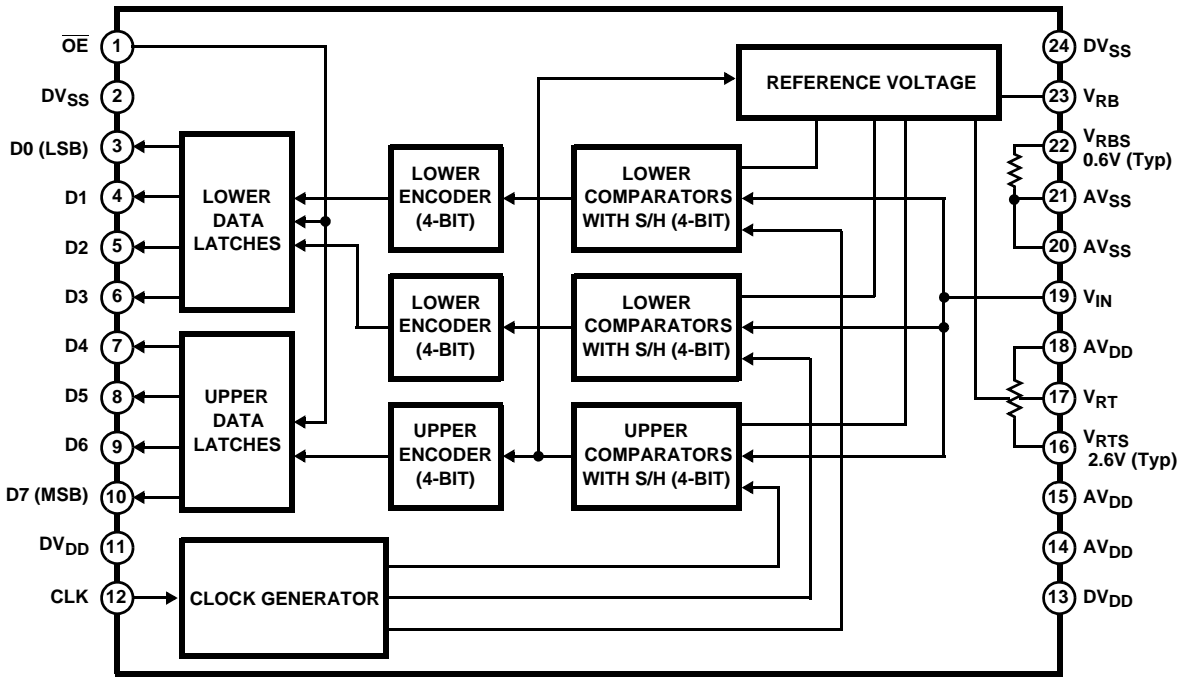 OE
1
DVSS
2
D0 (LSB)
3
D1
4
D2
5
D3
6
D4
7
D5
8
D6
9
D7 (MSB)
10
DVDD
11
CLK
12
LOWER
DATA
LATCHES
UPPER
DATA
LATCHES
CLOCK GENERATOR
LOWER
ENCODER
(4-BIT)
LOWER
ENCODER
(4-BIT)
UPPER
ENCODER
(4-BIT)
LOWER
COMPARATORS
WITH S/H (4-BIT)
LOWER
COMPARATORS
WITH S/H (4-BIT)
UPPER
COMPARATORS
WITH S/H (4-BIT)
REFERENCE VOLTAGE
24
DVSS
23
VRB
22
VRBS
0.6V (Typ)
21
AVSS
20
AVSS
19
VIN
18
AVDD
17
VRT
16
VRTS
2.6V (Typ)
15
AVDD
14
AVDD
13
DVDD